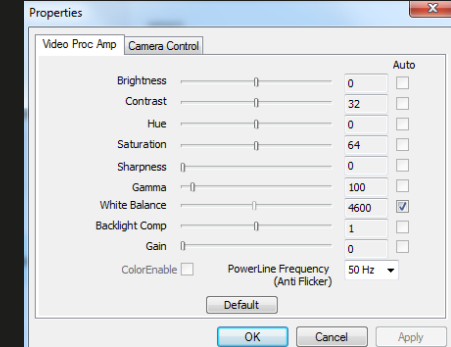 Properties
Video Proc Amp Camera Control
Auto
Brightness 0
Contrast 32
Hue 0
Saturation 64
Sharpness 0
Gamma 100
White Balance 4600
Backlight Comp 1
Gain 0
ColorEnable PowerLine Frequency 50 Hz
(Anti Flicker)
Default
OK Cancel Apply